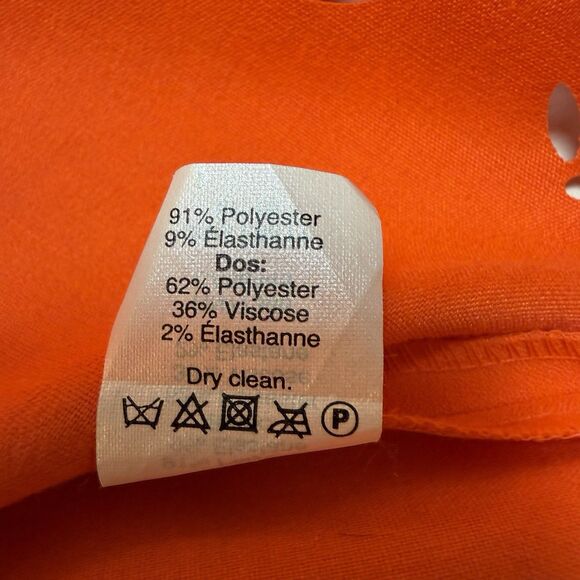 91% Polyester
9% Élasthanne
Dos:
62% Polyester
36% Viscose
2% Élasthanne
Dry clean.
P